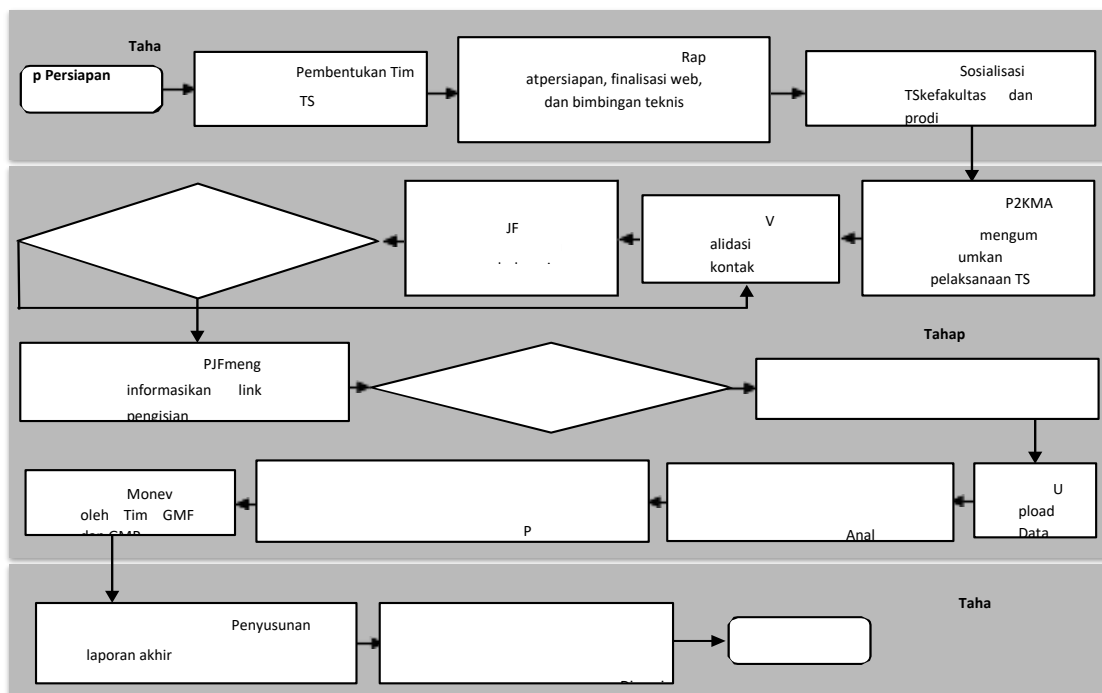 Taha
p Persiapan
Pembentukan Tim
TS
Rap
atpersiapan, finalisasi web,
dan bimbingan teknis
Sosialisasi
TSkefakultas dan
prodi
P2KMA
mengum
umkan
pelaksanaan TS
V
alidasi
kontak
JF
Tahap
PJFmeng
informasikan link
pengisian
U
pload
Data
Anal
P
Monev
oleh Tim GMF
dan GMP
Taha
Penyusunan
laporan akhir